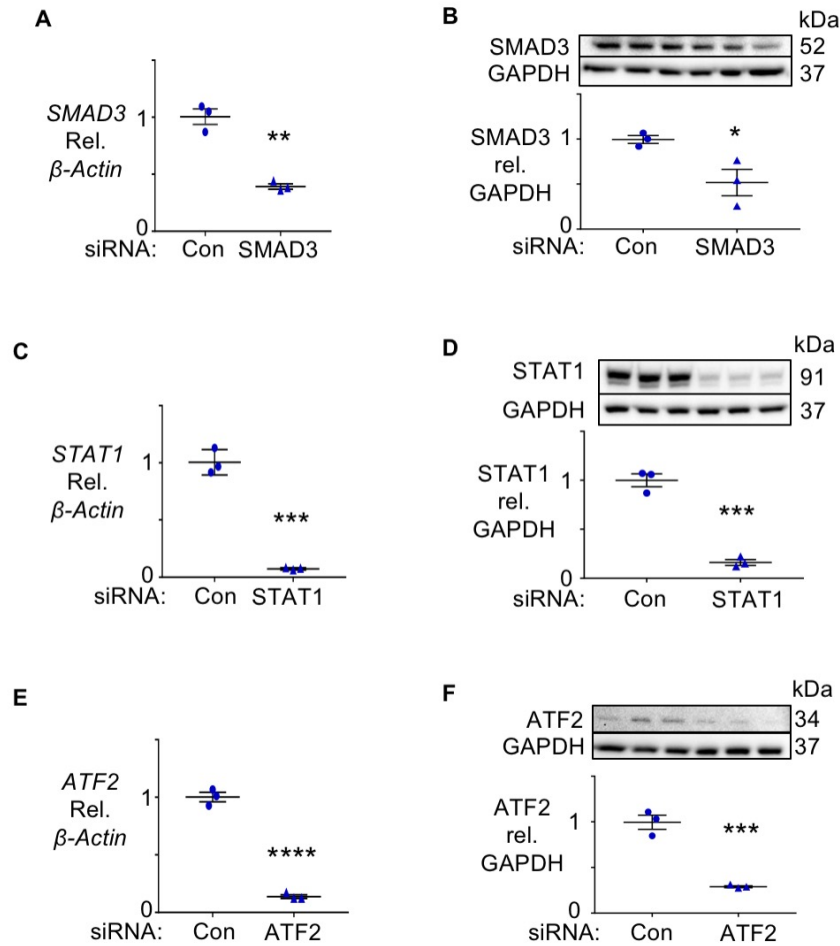 A
SMAD3
Rel.
β-Actin
1
0
**
siRNA: Con SMAD3
B
kDa
SMAD3 52
GAPDH 37
SMAD3
rel.
GAPDH
1
0
*
siRNA: Con SMAD3
C
STAT1
Rel.
β-Actin
1
0
***
siRNA: Con STAT1
D
kDa
STAT1 91
GAPDH 37
STAT1
rel.
GAPDH
1
0
***
siRNA: Con STAT1
E
ATF2
Rel.
β-Actin
1
0
****
siRNA: Con ATF2
F
kDa
ATF2 34
GAPDH 37
ATF2
rel.
GAPDH
1
0
***
siRNA: Con ATF2